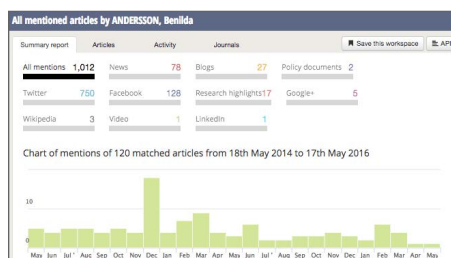 All mentioned articles by ANDERSSON, Benilda
Summary report Articles Activity Journals Save this workspace API
All mentions 1,012 News 78 Blogs 27 Policy documents 2
Twitter 750 Facebook 128 Research highlights 17 Google+ 5
Wikipedia 3 Video 1 LinkedIn 1
Chart of mentions of 120 matched articles from 18th May 2014 to 17th May 2016
10
0
May Jun Jul' Aug Sep Oct Nov Dec Jan Feb Mar Apr May Jun Jul' Aug Sep Oct Nov Dec Jan Feb Mar Apr May